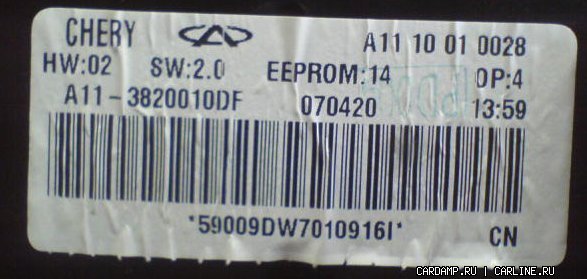 CHERY A11 10 01 0028
HW:02 SW:2.0 EEPROM:14 OP:4
A11-3820010DF 070420 13:59
*59009DW7010916I*
CN
CARDAMP.RU | CARLINE.RU